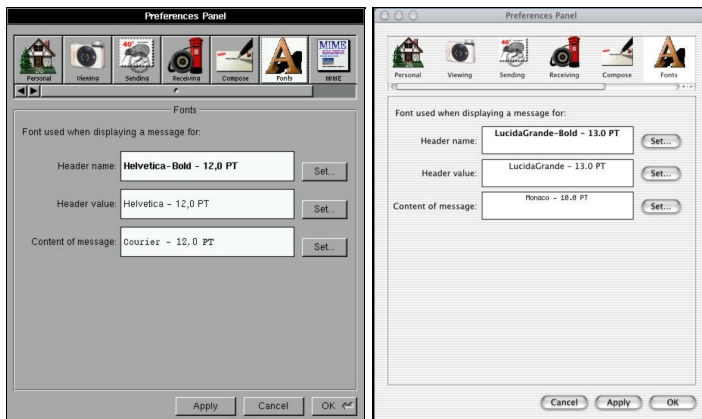 Preferences Panel
40°
MIME
Personal
Viewing
Sending
Receiving
Compose
Fonts
MIME
Fonts
Font used when displaying a message for:
Header name:
Helvetica-Bold - 12,0 PT
Set...
Header value:
Helvetica - 12,0 PT
Set...
Content of message:
Courier - 12,0 PT
Set...
Apply
Cancel
OK
Preferences Panel
40°
Personal
Viewing
Sending
Receiving
Compose
Fonts
Font used when displaying a message for:
Header name:
LucidaGrande-Bold - 13.0 PT
Set...
Header value:
LucidaGrande - 13.0 PT
Set...
Content of message:
Monaco - 10.0 PT
Set...
Cancel
Apply
OK